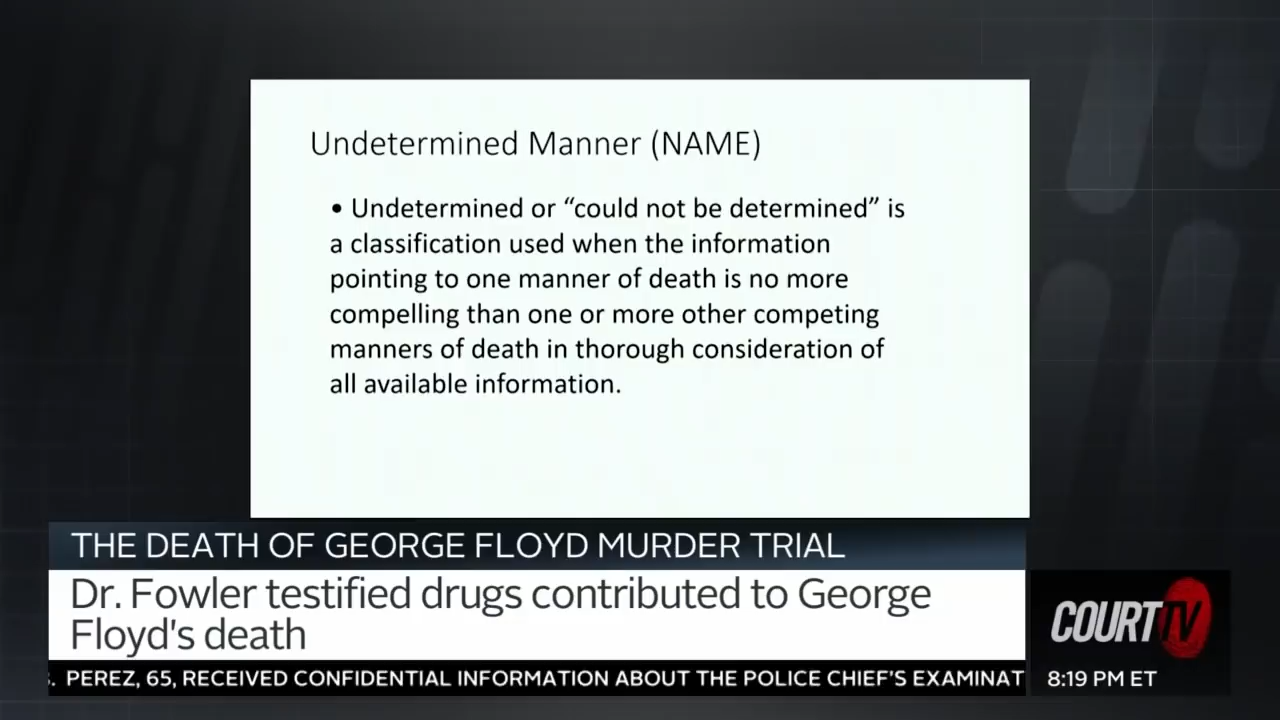 Undetermined Manner (NAME)
• Undetermined or “could not be determined” is
a classification used when the information
pointing to one manner of death is no more
compelling than one or more other competing
manners of death in thorough consideration of
all available information.
THE DEATH OF GEORGE FLOYD MURDER TRIAL
Dr. Fowler testified drugs contributed to George
Floyd's death
COURT TV
. PEREZ, 65, RECEIVED CONFIDENTIAL INFORMATION ABOUT THE POLICE CHIEF'S EXAMINAT
8:19 PM ET